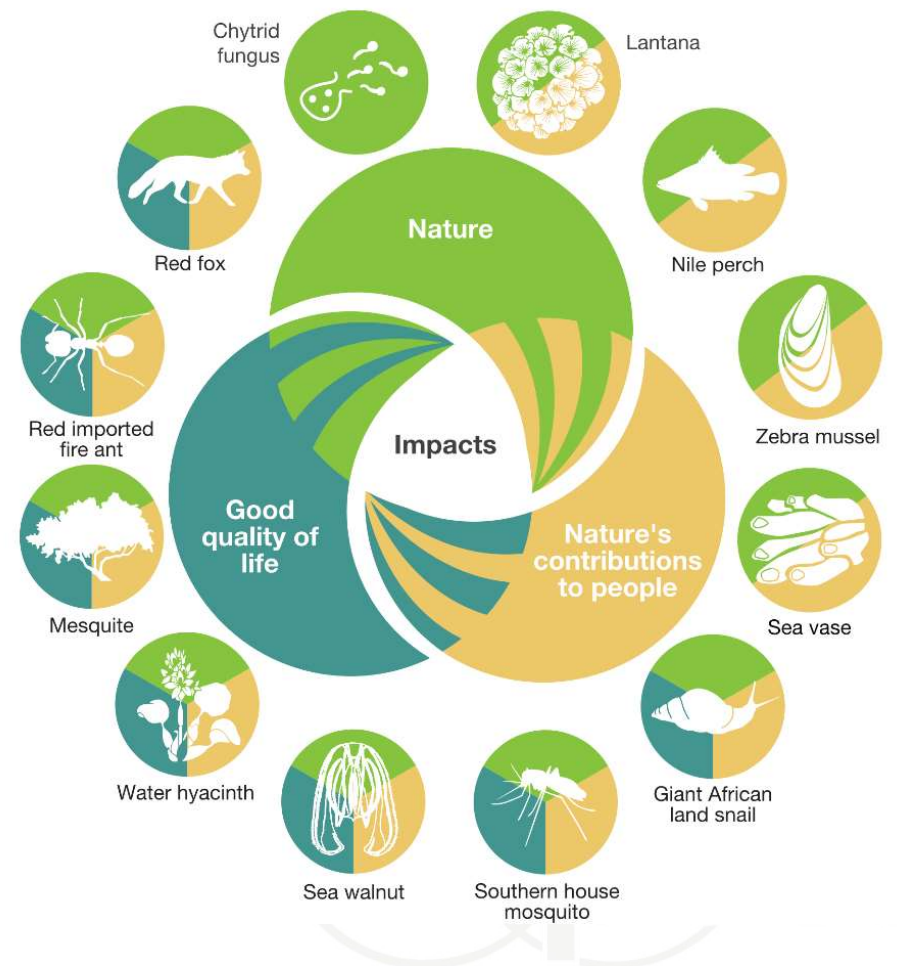 Chytrid
fungus
Lantana
Red fox
Nature
Nile perch
Red imported
fire ant
Impacts
Zebra mussel
Good
quality of
life
Nature's
contributions
to people
Mesquite
Sea vase
Water hyacinth
Giant African
land snail
Sea walnut
Southern house
mosquito